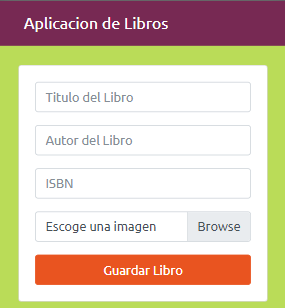 Aplicacion de Libros
Titulo del Libro
Autor del Libro
ISBN
Escoge una imagen Browse
Guardar Libro